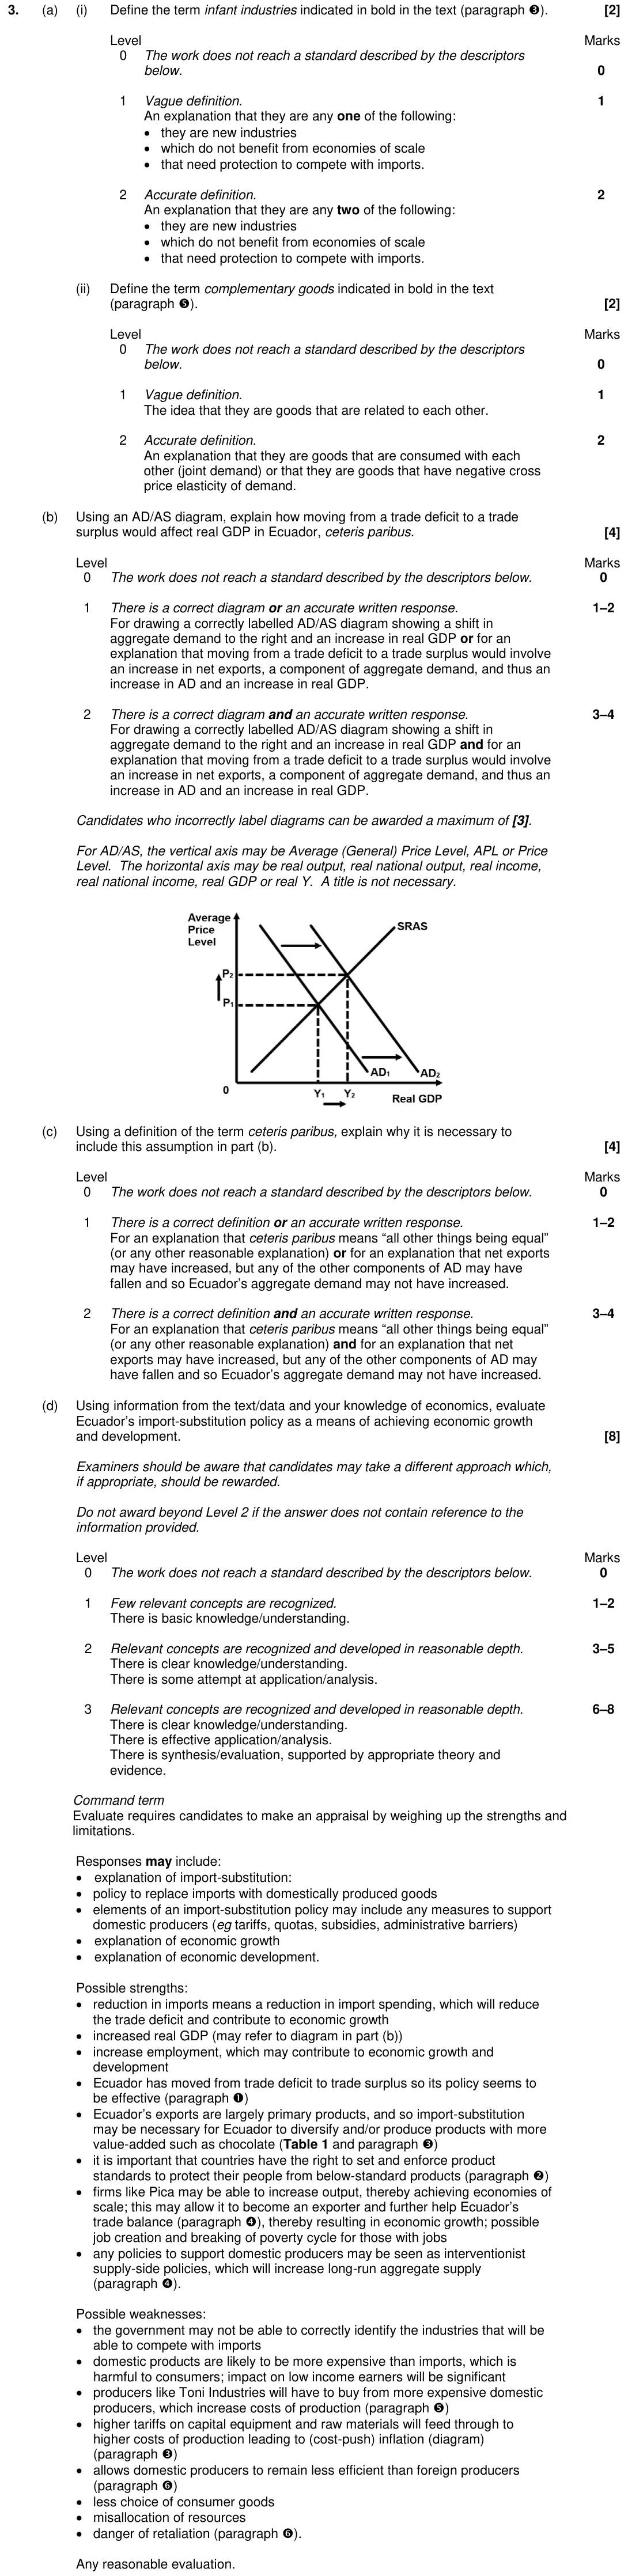 3. (a) (i) Define the term infant industries indicated in bold in the text (paragraph ❸). [2]
Level Marks
0 The work does not reach a standard described by the descriptors
below. 0
1 Vague definition. 1
An explanation that they are any one of the following:
• they are new industries
• which do not benefit from economies of scale
• that need protection to compete with imports.
2 Accurate definition. 2
An explanation that they are any two of the following:
• they are new industries
• which do not benefit from economies of scale
• that need protection to compete with imports.
(ii) Define the term complementary goods indicated in bold in the text
(paragraph ❺). [2]
Level Marks
0 The work does not reach a standard described by the descriptors
below. 0
1 Vague definition. 1
The idea that they are goods that are related to each other.
2 Accurate definition. 2
An explanation that they are goods that are consumed with each
other (joint demand) or that they are goods that have negative cross
price elasticity of demand.
(b) Using an AD/AS diagram, explain how moving from a trade deficit to a trade
surplus would affect real GDP in Ecuador, ceteris paribus. [4]
Level Marks
0 The work does not reach a standard described by the descriptors below. 0
1 There is a correct diagram or an accurate written response. 1–2
For drawing a correctly labelled AD/AS diagram showing a shift in
aggregate demand to the right and an increase in real GDP or for an
explanation that moving from a trade deficit to a trade surplus would involve
an increase in net exports, a component of aggregate demand, and thus an
increase in AD and an increase in real GDP.
2 There is a correct diagram and an accurate written response. 3–4
For drawing a correctly labelled AD/AS diagram showing a shift in
aggregate demand to the right and an increase in real GDP and for an
explanation that moving from a trade deficit to a trade surplus would involve
an increase in net exports, a component of aggregate demand, and thus an
increase in AD and an increase in real GDP.
Candidates who incorrectly label diagrams can be awarded a maximum of [3].
For AD/AS, the vertical axis may be Average (General) Price Level, APL or Price
Level. The horizontal axis may be real output, real national output, real income,
real national income, real GDP or real Y. A title is not necessary.
Average
Price
Level
SRAS
P₂
P₁
AD₁
AD₂
0
Y₁ Y₂
Real GDP
(c) Using a definition of the term ceteris paribus, explain why it is necessary to
include this assumption in part (b). [4]
Level Marks
0 The work does not reach a standard described by the descriptors below. 0
1 There is a correct definition or an accurate written response. 1–2
For an explanation that ceteris paribus means “all other things being equal”
(or any other reasonable explanation) or for an explanation that net exports
may have increased, but any of the other components of AD may have
fallen and so Ecuador’s aggregate demand may not have increased.
2 There is a correct definition and an accurate written response. 3–4
For an explanation that ceteris paribus means “all other things being equal”
(or any other reasonable explanation) and for an explanation that net
exports may have increased, but any of the other components of AD may
have fallen and so Ecuador’s aggregate demand may not have increased.
(d) Using information from the text/data and your knowledge of economics, evaluate
Ecuador’s import-substitution policy as a means of achieving economic growth
and development. [8]
Examiners should be aware that candidates may take a different approach which,
if appropriate, should be rewarded.
Do not award beyond Level 2 if the answer does not contain reference to the
information provided.
Level Marks
0 The work does not reach a standard described by the descriptors below. 0
1 Few relevant concepts are recognized. 1–2
There is basic knowledge/understanding.
2 Relevant concepts are recognized and developed in reasonable depth. 3–5
There is clear knowledge/understanding.
There is some attempt at application/analysis.
3 Relevant concepts are recognized and developed in reasonable depth. 6–8
There is clear knowledge/understanding.
There is effective application/analysis.
There is synthesis/evaluation, supported by appropriate theory and
evidence.
Command term
Evaluate requires candidates to make an appraisal by weighing up the strengths and
limitations.
Responses may include:
• explanation of import-substitution:
• policy to replace imports with domestically produced goods
• elements of an import-substitution policy may include any measures to support
domestic producers (eg tariffs, quotas, subsidies, administrative barriers)
• explanation of economic growth
• explanation of economic development.
Possible strengths:
• reduction in imports means a reduction in import spending, which will reduce
the trade deficit and contribute to economic growth
• increased real GDP (may refer to diagram in part (b))
• increase employment, which may contribute to economic growth and
development
• Ecuador has moved from trade deficit to trade surplus so its policy seems to
be effective (paragraph ❶)
• Ecuador’s exports are largely primary products, and so import-substitution
may be necessary for Ecuador to diversify and/or produce products with more
value-added such as chocolate (Table 1 and paragraph ❸)
• it is important that countries have the right to set and enforce product
standards to protect their people from below-standard products (paragraph ❷)
• firms like Pica may be able to increase output, thereby achieving economies of
scale; this may allow it to become an exporter and further help Ecuador’s
trade balance (paragraph ❹), thereby resulting in economic growth; possible
job creation and breaking of poverty cycle for those with jobs
• any policies to support domestic producers may be seen as interventionist
supply-side policies, which will increase long-run aggregate supply
(paragraph ❹).
Possible weaknesses:
• the government may not be able to correctly identify the industries that will be
able to compete with imports
• domestic products are likely to be more expensive than imports, which is
harmful to consumers; impact on low income earners will be significant
• producers like Toni Industries will have to buy from more expensive domestic
producers, which increase costs of production (paragraph ❺)
• higher tariffs on capital equipment and raw materials will feed through to
higher costs of production leading to (cost-push) inflation (diagram)
(paragraph ❸)
• allows domestic producers to remain less efficient than foreign producers
(paragraph ❻)
• less choice of consumer goods
• misallocation of resources
• danger of retaliation (paragraph ❻).
Any reasonable evaluation.